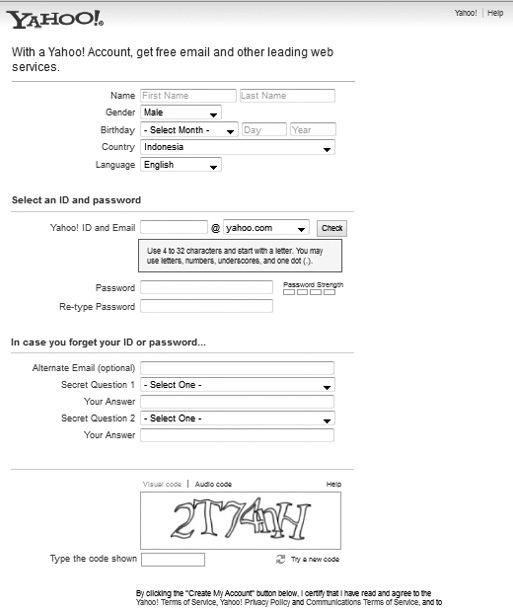 YAHOO!
Yahoo! | Help
With a Yahoo! Account, get free email and other leading web
services.
Name First Name Last Name
Gender Male
Birthday - Select Month - Day Year
Country Indonesia
Language English
Select an ID and password
Yahoo! ID and Email @ yahoo.com Check
Use 4 to 32 characters and start with a letter. You may
use letters, numbers, underscores, and one dot (.).
Password Password Strength
Re-type Password
In case you forget your ID or password...
Alternate Email (optional)
Secret Question 1 - Select One -
Your Answer
Secret Question 2 - Select One -
Your Answer
Visual code | Audio code Help
2T74nH
Type the code shown Try a new code
By clicking the "Create My Account" button below, I certify that I have read and agree to the
Yahoo! Terms of Service, Yahoo! Privacy Policy and Communications Terms of Service, and to